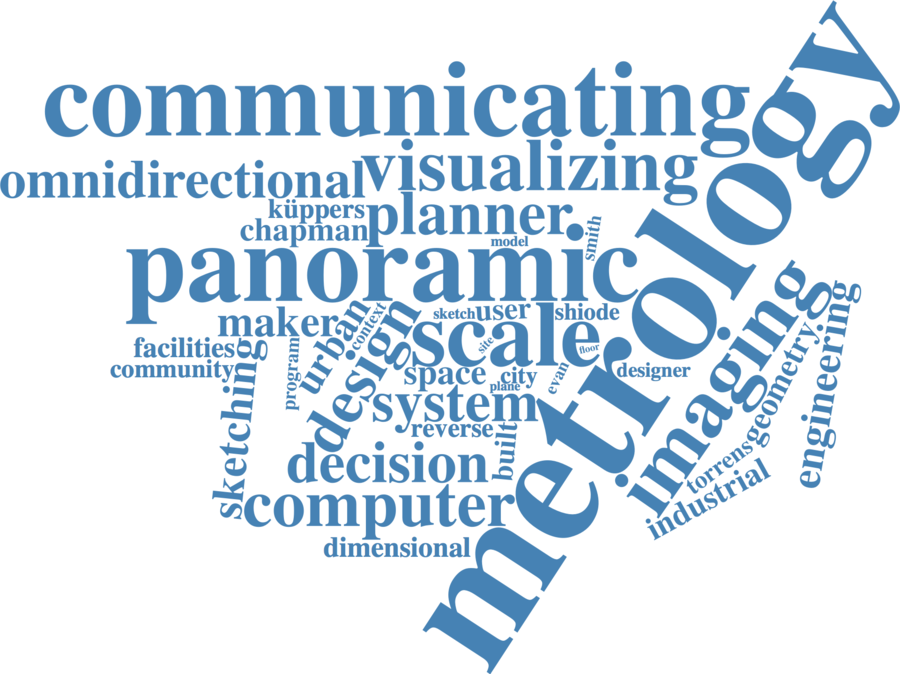 communicating
metrology
omnidirectional
visualizing
küppers
planner
chapman
smith
model
panoramic
imaging
maker
urban
context
design
sketch
user
shiode
scale
geometry
engineering
facilities
community
sketching
program
site
floor
space
city
plane
evan
designer
system
reverse
built
decision
torrens
industrial
computer
dimensional